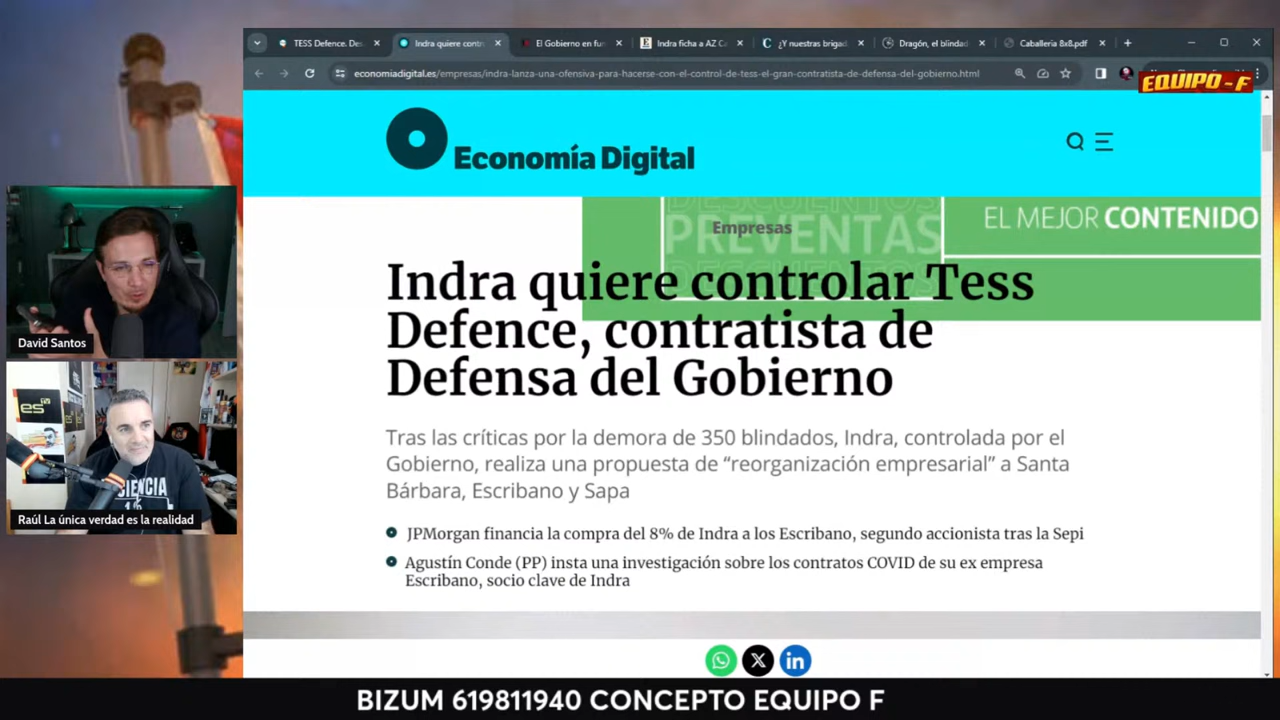 TESS Defence. De
Indra quiere contr
El Gobierno en fu
Indra ficha a AZ C
¿Y nuestras brigad
Dragón, el blindad
Caballeria 8x8.pdf
economiadigital.es/empresas/indra-lanza-una-ofensiva-para-hacerse-con-el-control-de-tess-el-gran-contratista-de-defensa-del-gobierno.html
EQUIPO-F
Economía Digital
DESCUENTOS
PREVENTAS
DESCUENTOS
EL MEJOR CONTENIDO
Empresas
Indra quiere controlar Tess
Defence, contratista de
Defensa del Gobierno
Tras las críticas por la demora de 350 blindados, Indra, controlada por el
Gobierno, realiza una propuesta de “reorganización empresarial” a Santa
Bárbara, Escribano y Sapa
JPMorgan financia la compra del 8% de Indra a los Escribano, segundo accionista tras la Sepi
Agustín Conde (PP) insta una investigación sobre los contratos COVID de su ex empresa
Escribano, socio clave de Indra
David Santos
es
Raúl La única verdad es la realidad
BIZUM 619811940 CONCEPTO EQUIPO F